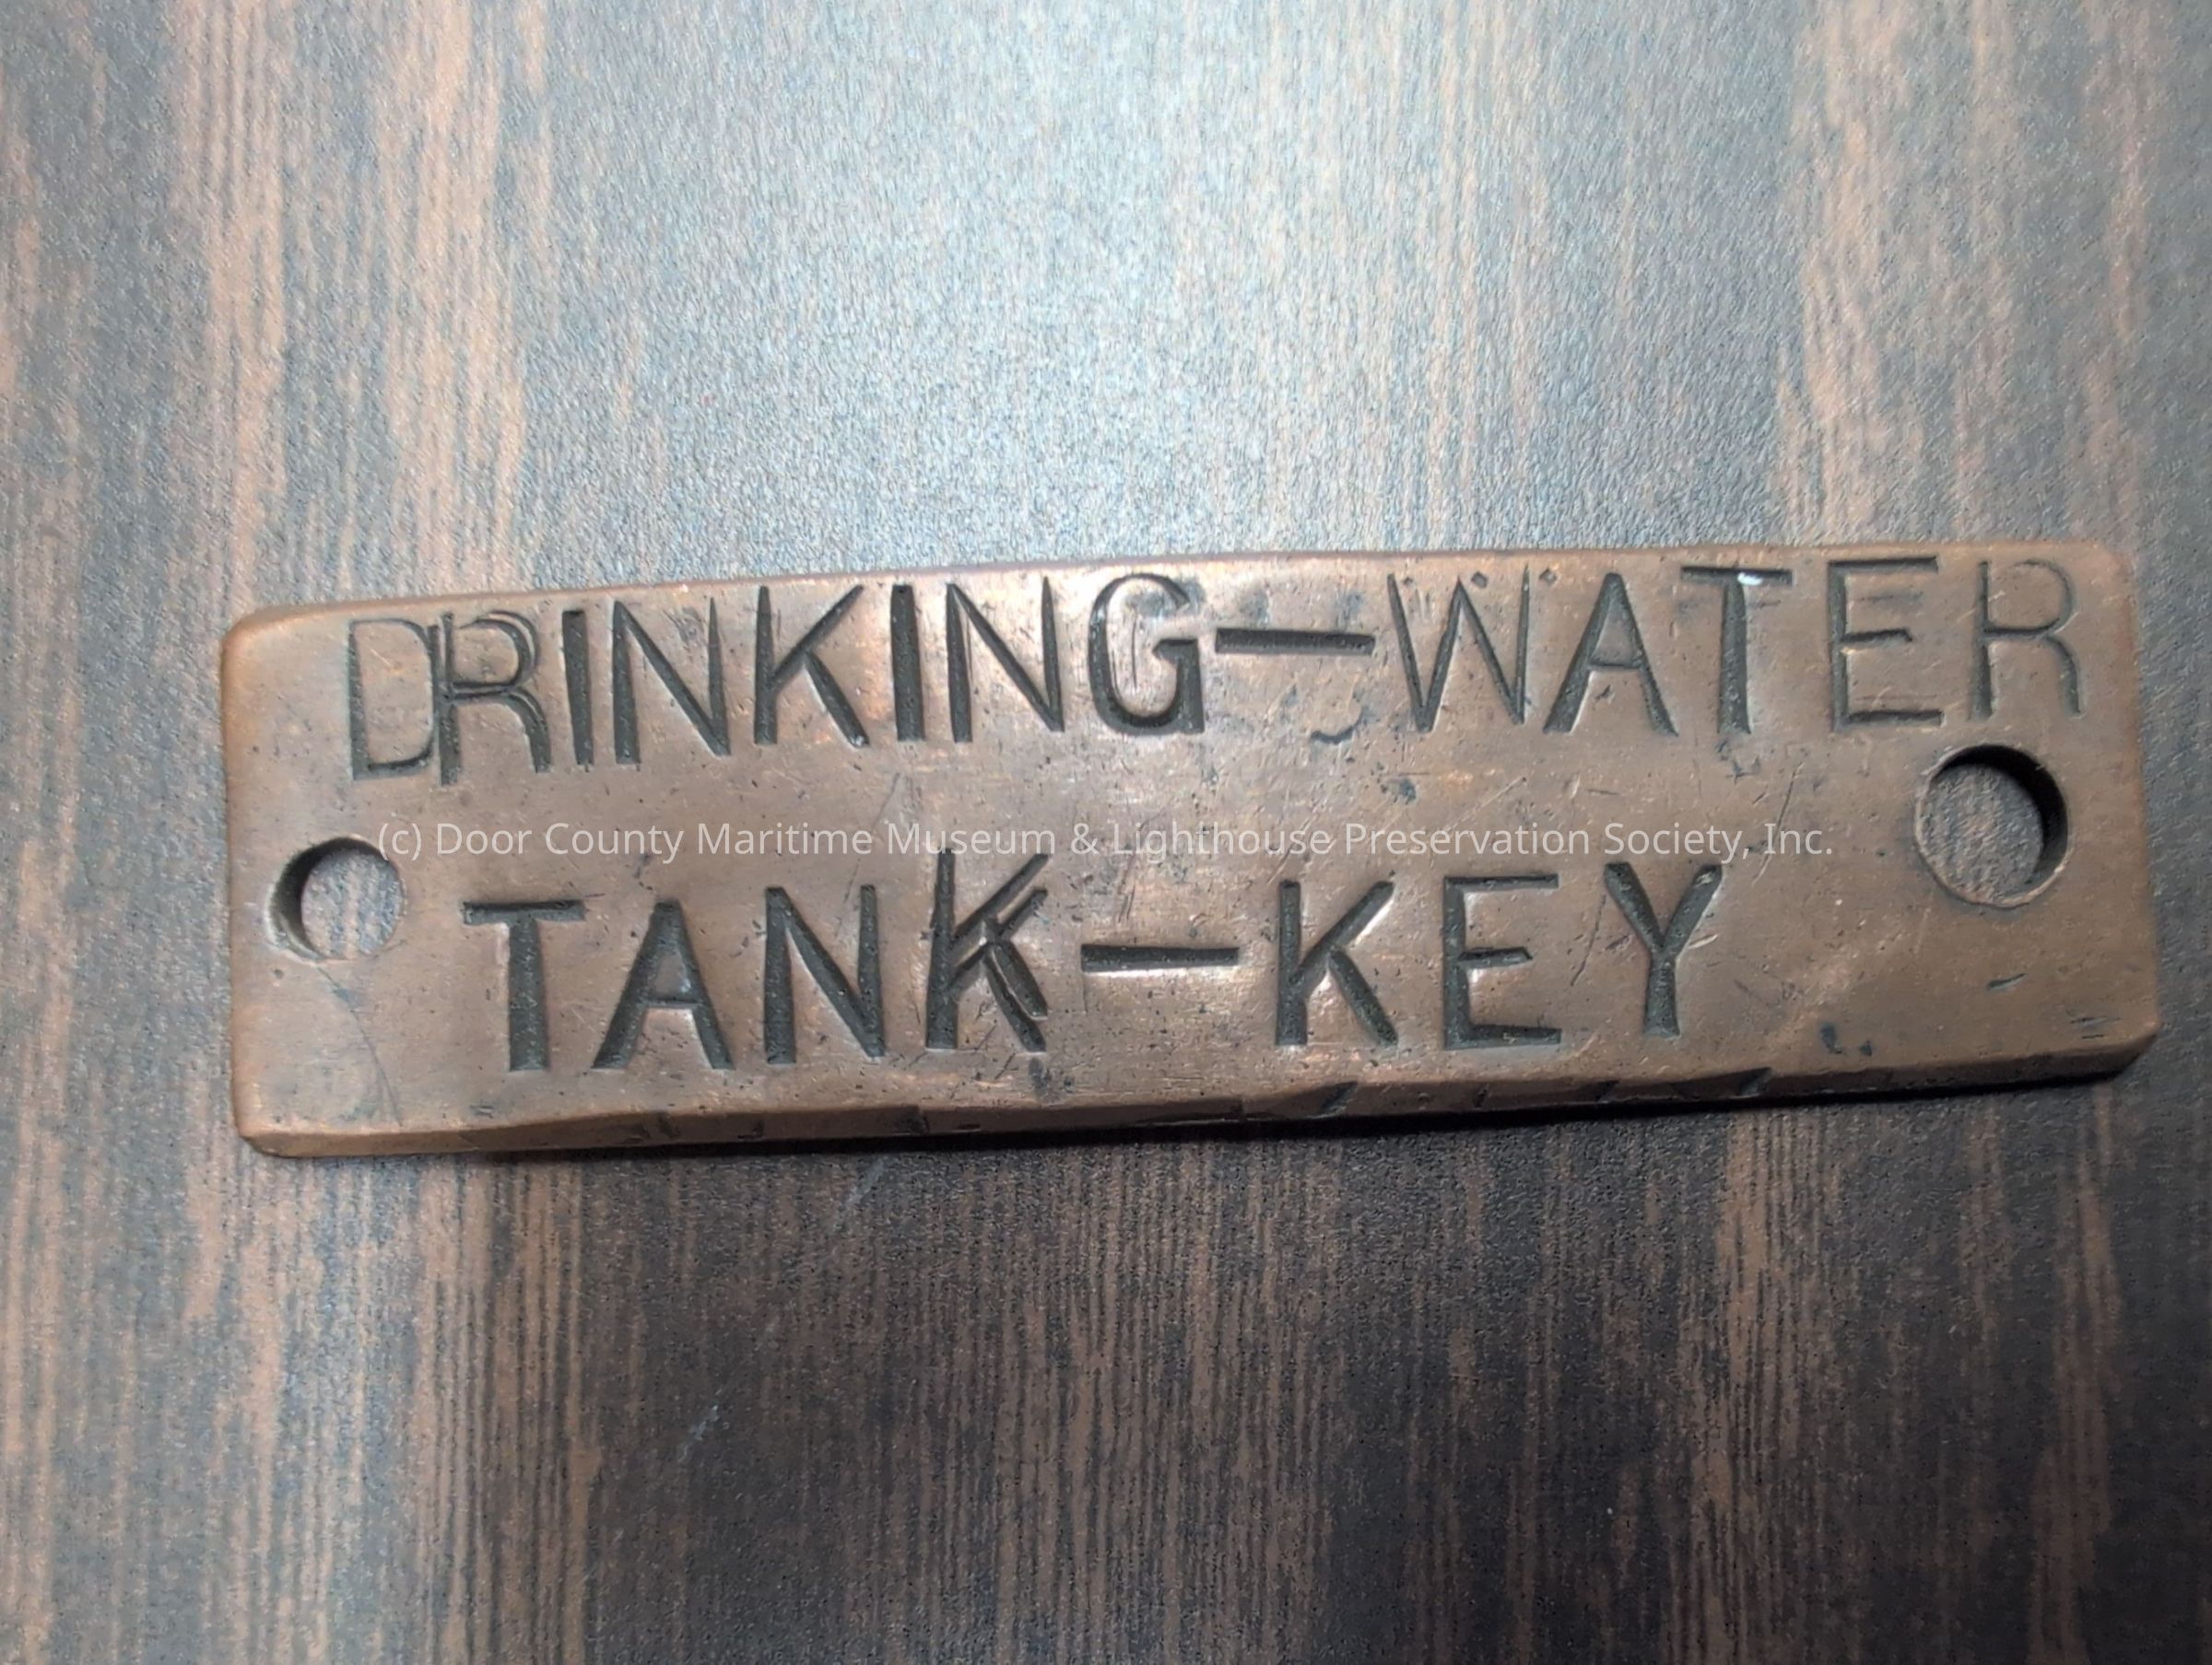 DRINKING-WATER
(c) Door County Maritime Museum & Lighthouse Preservation Society, Inc.
TANK-KEY